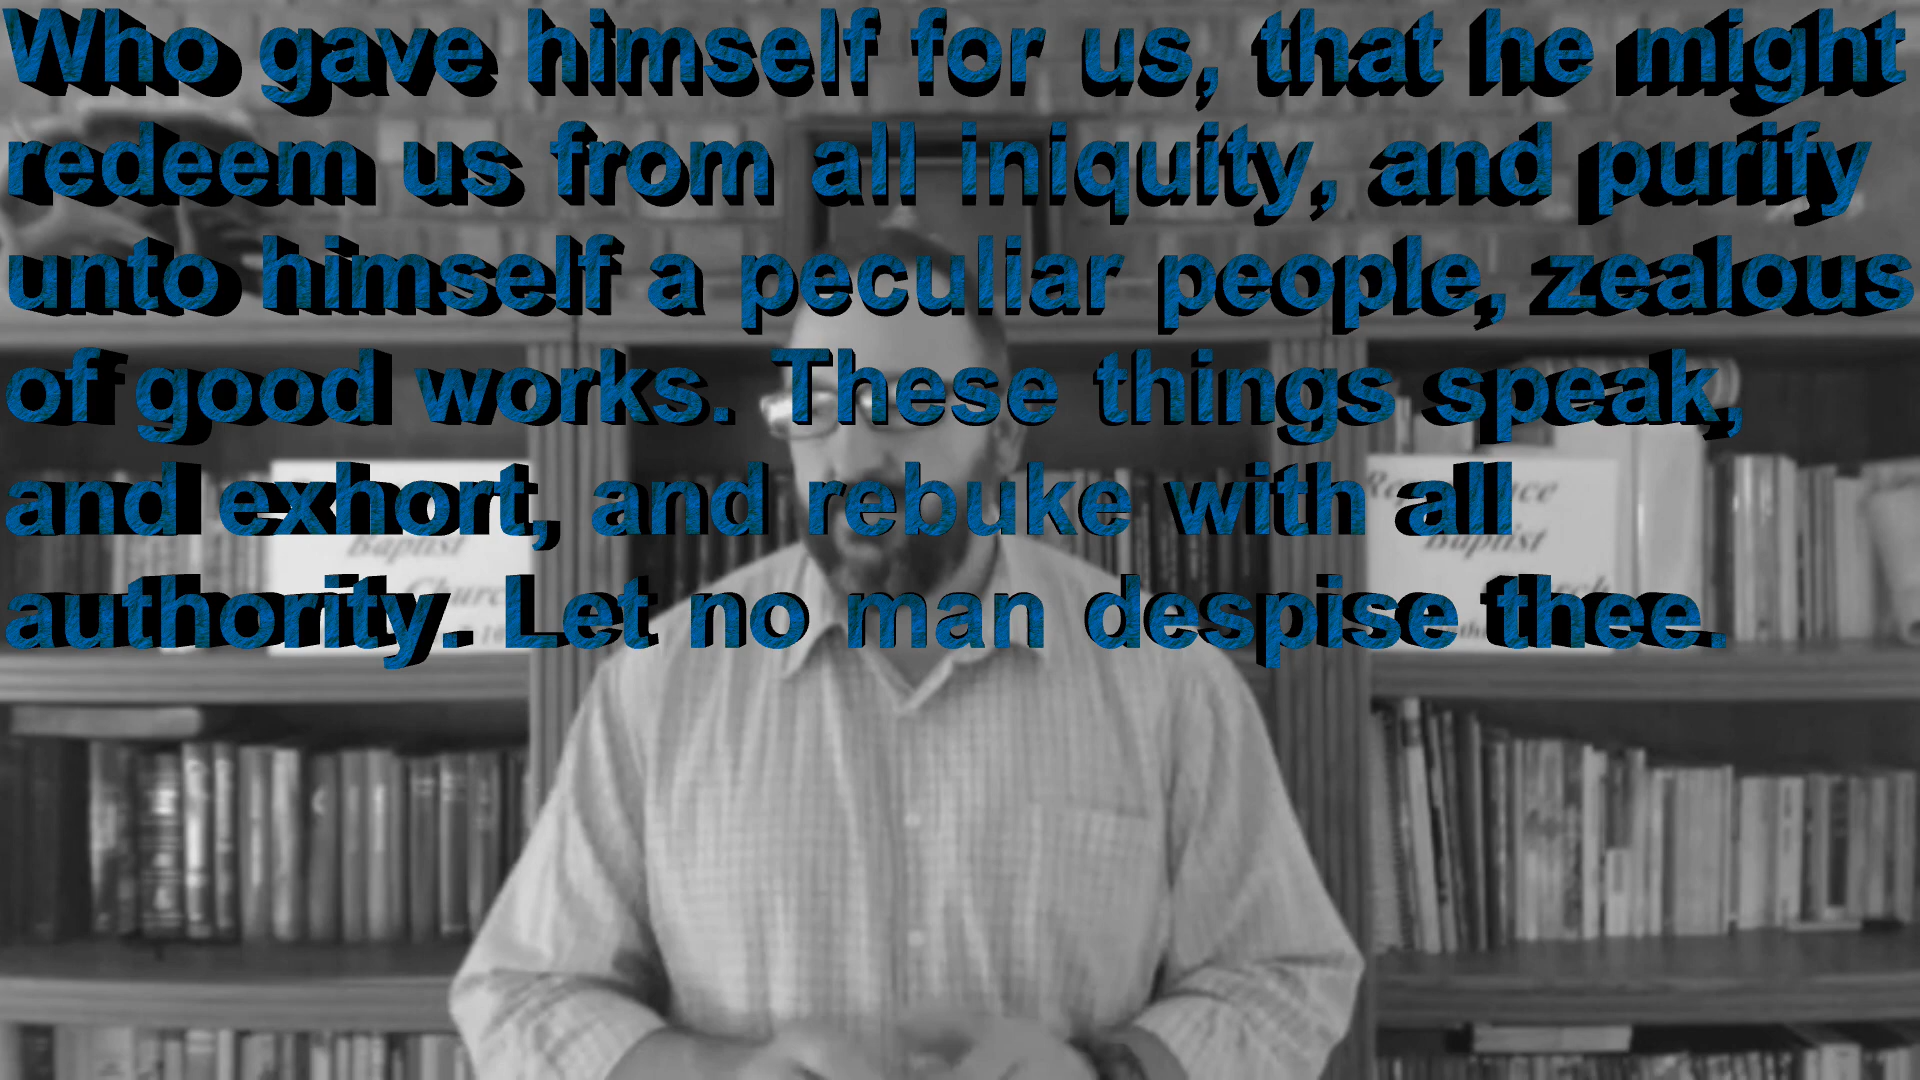 Who gave himself for us, that he might
redeem us from all iniquity, and purify
unto himself a peculiar people, zealous
of good works. These things speak,
and exhort, and rebuke with all
authority. Let no man despise thee.
Baptist
Baptist